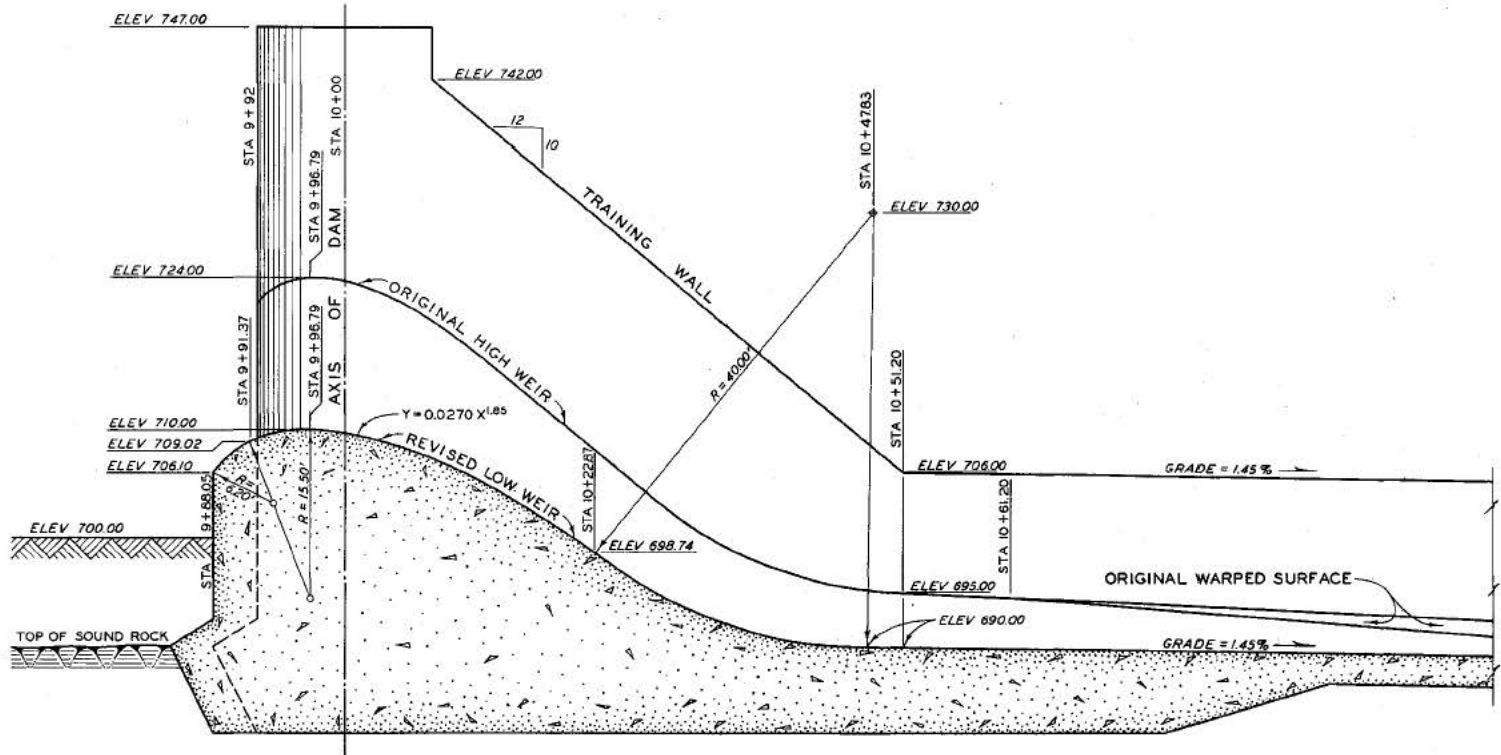 ELEV 747.00
ELEV 742.00
12
10
STA 9+92
STA 9+96.79
AXIS OF DAM STA 10+00
STA 10+47.83
ELEV 730.00
TRAINING WALL
ELEV 724.00
ORIGINAL HIGH WEIR
STA 9+91.37
STA 9+96.79
R=40.00'
STA 10+51.20
ELEV 710.00
Y=0.0270 X1.85
ELEV 709.02
REVISED LOW WEIR
ELEV 706.10
ELEV 706.00
GRADE = 1.45%
R= 6.20'
R=15.50'
STA 10+22.87
STA 10+61.20
STA 9+88.05
ELEV 700.00
ELEV 698.74
ELEV 695.00
ORIGINAL WARPED SURFACE
ELEV 690.00
TOP OF SOUND ROCK
GRADE = 1.45%